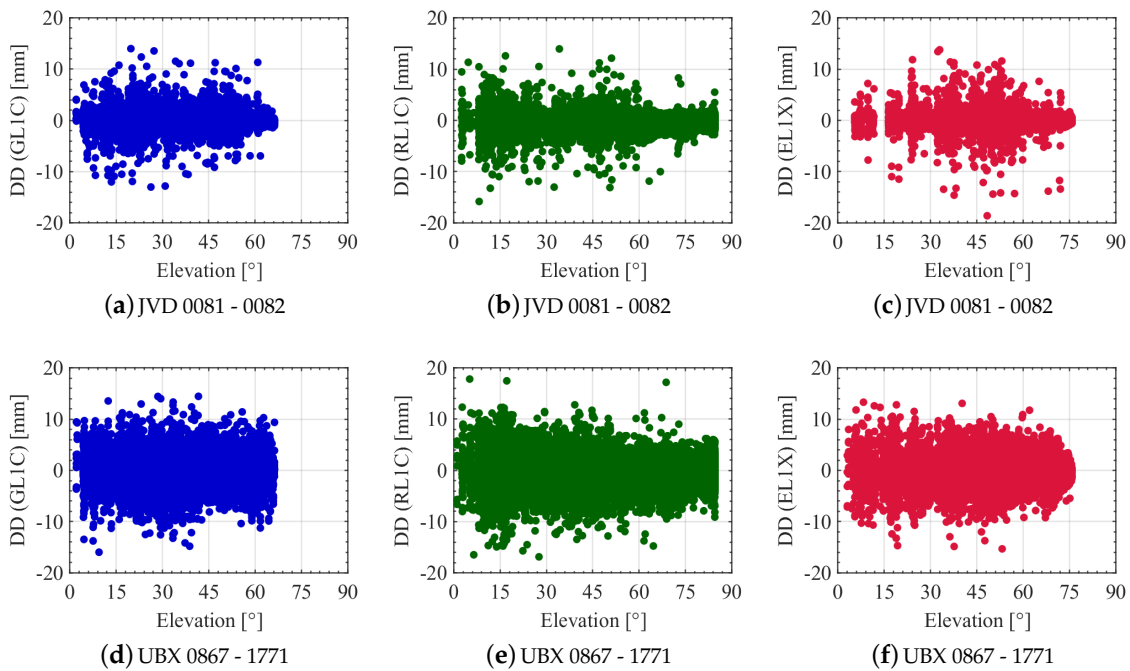 20
10
0
-10
-20
DD (GL1C) [mm]
0 15 30 45 60 75 90
Elevation [°]
(a) JVD 0081 - 0082
20
10
0
-10
-20
DD (RL1C) [mm]
0 15 30 45 60 75 90
Elevation [°]
(b) JVD 0081 - 0082
20
10
0
-10
-20
DD (EL1X) [mm]
0 15 30 45 60 75 90
Elevation [°]
(c) JVD 0081 - 0082
20
10
0
-10
-20
DD (GL1C) [mm]
0 15 30 45 60 75 90
Elevation [°]
(d) UBX 0867 - 1771
20
10
0
-10
-20
DD (RL1C) [mm]
0 15 30 45 60 75 90
Elevation [°]
(e) UBX 0867 - 1771
20
10
0
-10
-20
DD (EL1X) [mm]
0 15 30 45 60 75 90
Elevation [°]
(f) UBX 0867 - 1771